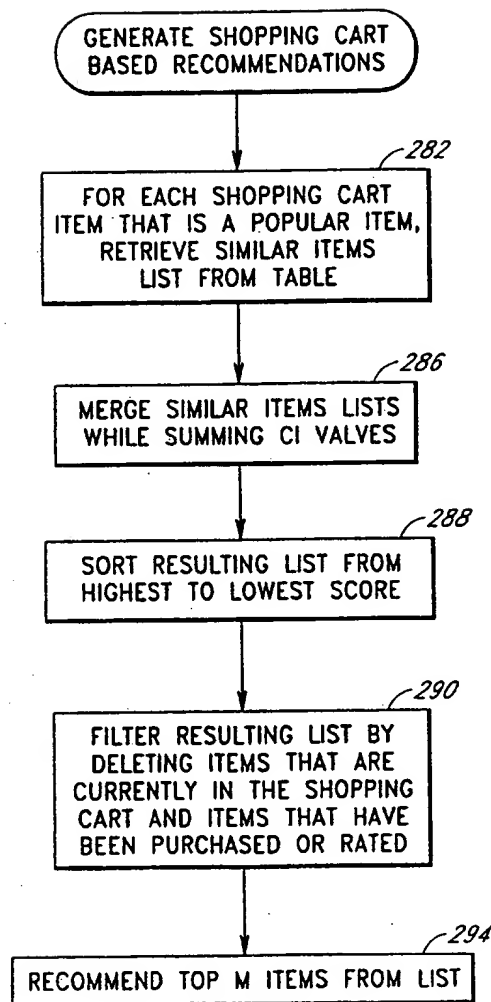 GENERATE SHOPPING CART
BASED RECOMMENDATIONS
282
FOR EACH SHOPPING CART
ITEM THAT IS A POPULAR ITEM,
RETRIEVE SIMILAR ITEMS
LIST FROM TABLE
286
MERGE SIMILAR ITEMS LISTS
WHILE SUMMING CI VALVES
288
SORT RESULTING LIST FROM
HIGHEST TO LOWEST SCORE
290
FILTER RESULTING LIST BY
DELETING ITEMS THAT ARE
CURRENTLY IN THE SHOPPING
CART AND ITEMS THAT HAVE
BEEN PURCHASED OR RATED
294
RECOMMEND TOP M ITEMS FROM LIST